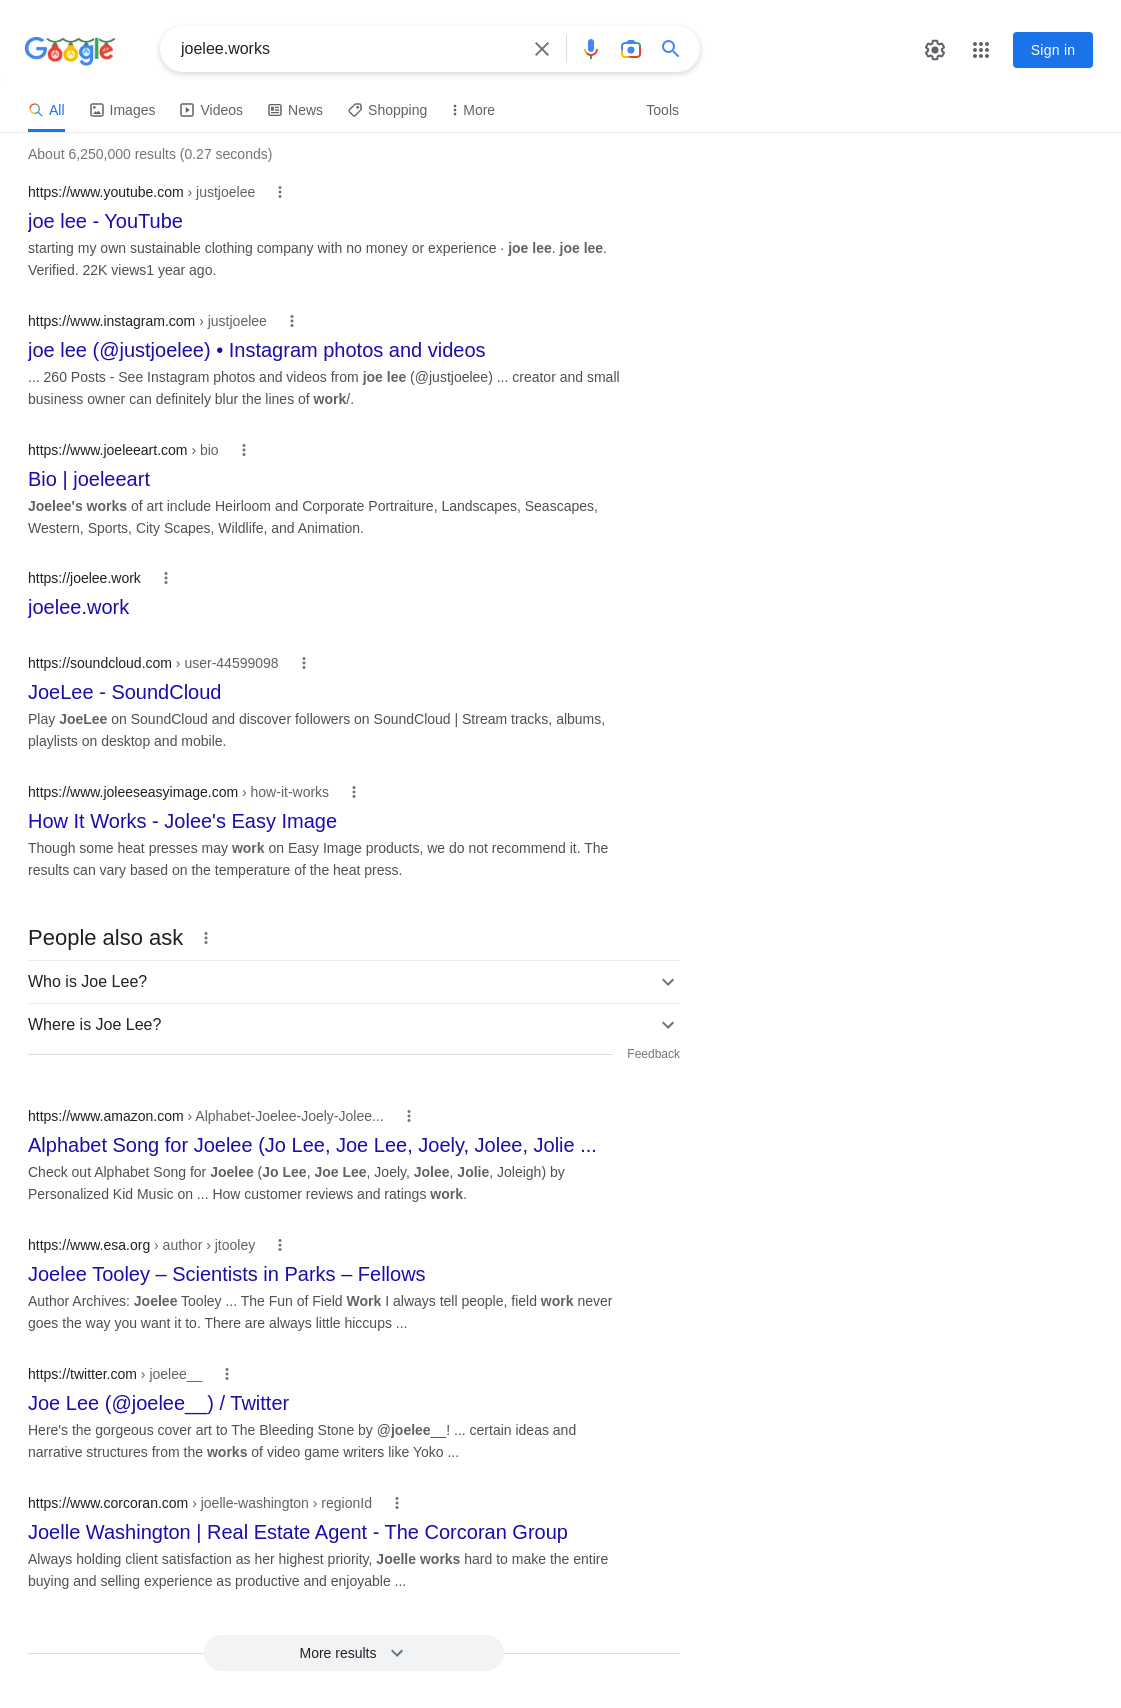 Google
joelee.works
Sign in
All Images Videos News Shopping More Tools
About 6,250,000 results (0.27 seconds)
https://www.youtube.com › justjoelee
joe lee - YouTube
starting my own sustainable clothing company with no money or experience · joe lee. joe lee.
Verified. 22K views1 year ago.
https://www.instagram.com › justjoelee
joe lee (@justjoelee) • Instagram photos and videos
... 260 Posts - See Instagram photos and videos from joe lee (@justjoelee) ... creator and small
business owner can definitely blur the lines of work/.
https://www.joeleeart.com › bio
Bio | joeleeart
Joelee's works of art include Heirloom and Corporate Portraiture, Landscapes, Seascapes,
Western, Sports, City Scapes, Wildlife, and Animation.
https://joelee.work
joelee.work
https://soundcloud.com › user-44599098
JoeLee - SoundCloud
Play JoeLee on SoundCloud and discover followers on SoundCloud | Stream tracks, albums,
playlists on desktop and mobile.
https://www.joleeseasyimage.com › how-it-works
How It Works - Jolee's Easy Image
Though some heat presses may work on Easy Image products, we do not recommend it. The
results can vary based on the temperature of the heat press.
People also ask
Who is Joe Lee?
Where is Joe Lee?
Feedback
https://www.amazon.com › Alphabet-Joelee-Joely-Jolee...
Alphabet Song for Joelee (Jo Lee, Joe Lee, Joely, Jolee, Jolie ...
Check out Alphabet Song for Joelee (Jo Lee, Joe Lee, Joely, Jolee, Jolie, Joleigh) by
Personalized Kid Music on ... How customer reviews and ratings work.
https://www.esa.org › author › jtooley
Joelee Tooley – Scientists in Parks – Fellows
Author Archives: Joelee Tooley ... The Fun of Field Work I always tell people, field work never
goes the way you want it to. There are always little hiccups ...
https://twitter.com › joelee__
Joe Lee (@joelee__) / Twitter
Here's the gorgeous cover art to The Bleeding Stone by @joelee__! ... certain ideas and
narrative structures from the works of video game writers like Yoko ...
https://www.corcoran.com › joelle-washington › regionId
Joelle Washington | Real Estate Agent - The Corcoran Group
Always holding client satisfaction as her highest priority, Joelle works hard to make the entire
buying and selling experience as productive and enjoyable ...
More results